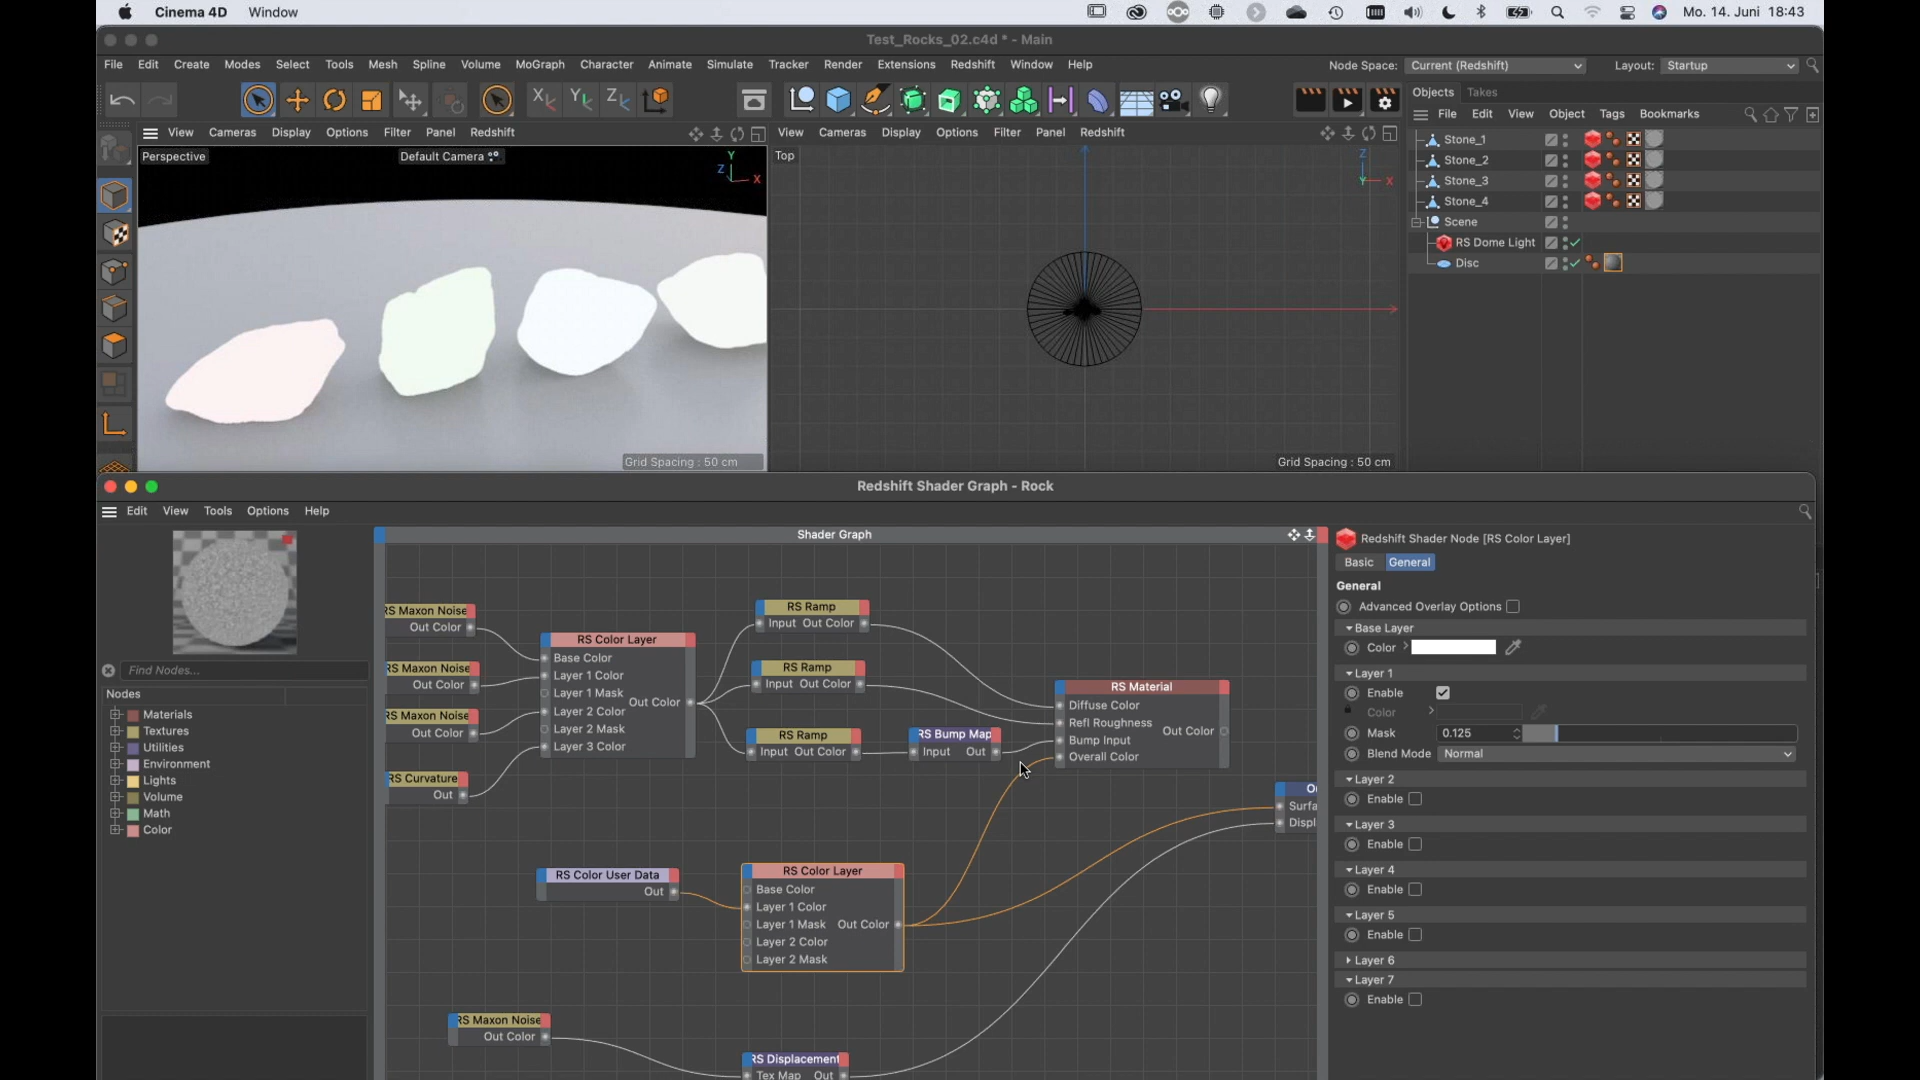 Cinema 4D Window
Mo. 14. Juni 18:43
Test_Rocks_02.c4d * - Main
File Edit Create Modes Select Tools Mesh Spline Volume MoGraph Character Animate Simulate Tracker Render Extensions Redshift Window Help
Node Space: Current (Redshift) Layout: Startup
X Y Z
Objects Takes
File Edit View Object Tags Bookmarks
View Cameras Display Options Filter Panel Redshift
View Cameras Display Options Filter Panel Redshift
Perspective
Default Camera
Y
Z
X
Grid Spacing : 50 cm
Top
Z
Y
X
Grid Spacing : 50 cm
Stone_1
Stone_2
Stone_3
Stone_4
Scene
RS Dome Light
Disc
Redshift Shader Graph - Rock
Edit View Tools Options Help
Find Nodes...
Nodes
Materials
Textures
Utilities
Environment
Lights
Volume
Math
Color
Shader Graph
RS Maxon Noise
Out Color
RS Maxon Noise
Out Color
RS Maxon Noise
Out Color
RS Curvature
Out
RS Color Layer
Base Color
Layer 1 Color
Layer 1 Mask
Out Color
Layer 2 Color
Layer 2 Mask
Layer 3 Color
RS Ramp
Input Out Color
RS Ramp
Input Out Color
RS Ramp
Input Out Color
RS Bump Map
Input Out
RS Material
Diffuse Color
Refl Roughness
Out Color
Bump Input
Overall Color
Surfa
Displ
RS Color User Data
Out
RS Color Layer
Base Color
Layer 1 Color
Layer 1 Mask Out Color
Layer 2 Color
Layer 2 Mask
RS Maxon Noise
Out Color
RS Displacement
Tex Map Out
Redshift Shader Node [RS Color Layer]
Basic General
General
Advanced Overlay Options
Base Layer
Color
Layer 1
Enable
Color
Mask 0.125
Blend Mode Normal
Layer 2
Enable
Layer 3
Enable
Layer 4
Enable
Layer 5
Enable
Layer 6
Layer 7
Enable